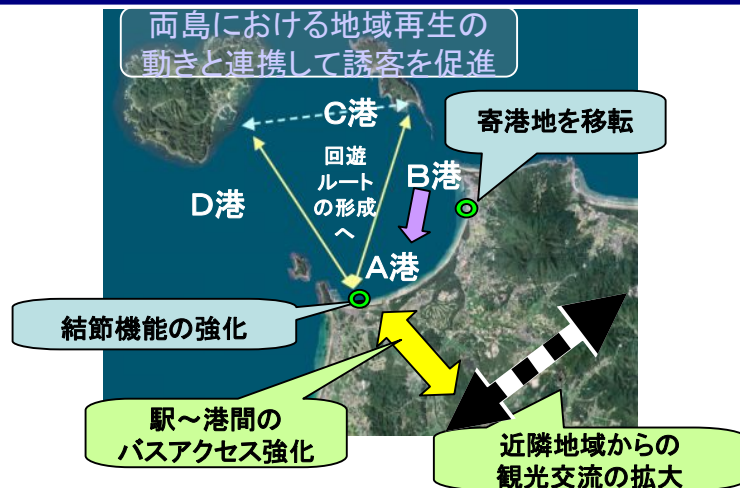 両島における地域再生の
動きと連携して誘客を促進
C港
寄港地を移転
回遊
ルート
の形成
へ
B港
D港
A港
結節機能の強化
駅~港間の
バスアクセス強化
近隣地域からの
観光交流の拡大